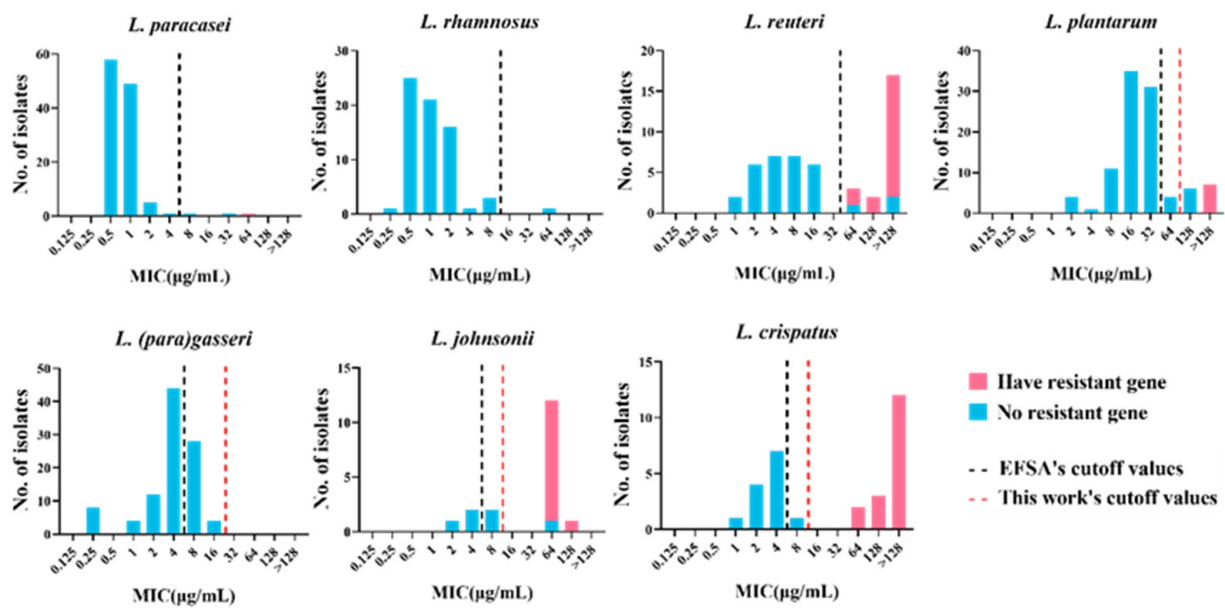 L. paracasei
No. of isolates
60
40
20
0
0.125 0.25 0.5 1 2 4 8 16 32 64 128 >128
MIC(μg/mL)
L. rhamnosus
No. of isolates
30
20
10
0
0.125 0.25 0.5 1 2 4 8 16 32 64 128 >128
MIC(μg/mL)
L. reuteri
No. of isolates
20
15
10
5
0
0.125 0.25 0.5 1 2 4 8 16 32 64 128 >128
MIC(μg/mL)
L. plantarum
No. of isolates
40
30
20
10
0
0.125 0.25 0.5 1 2 4 8 16 32 64 128 >128
MIC(μg/mL)
L. (para)gasseri
No. of isolates
50
40
30
20
10
0
0.125 0.25 0.5 1 2 4 8 16 32 64 128 >128
MIC(μg/mL)
L. johnsonii
No. of isolates
15
10
5
0
0.125 0.25 0.5 1 2 4 8 16 32 64 128 >128
MIC(μg/mL)
L. crispatus
No. of isolates
15
10
5
0
0.125 0.25 0.5 1 2 4 8 16 32 64 128 >128
MIC(μg/mL)
Have resistant gene
No resistant gene
EFSA's cutoff values
This work's cutoff values